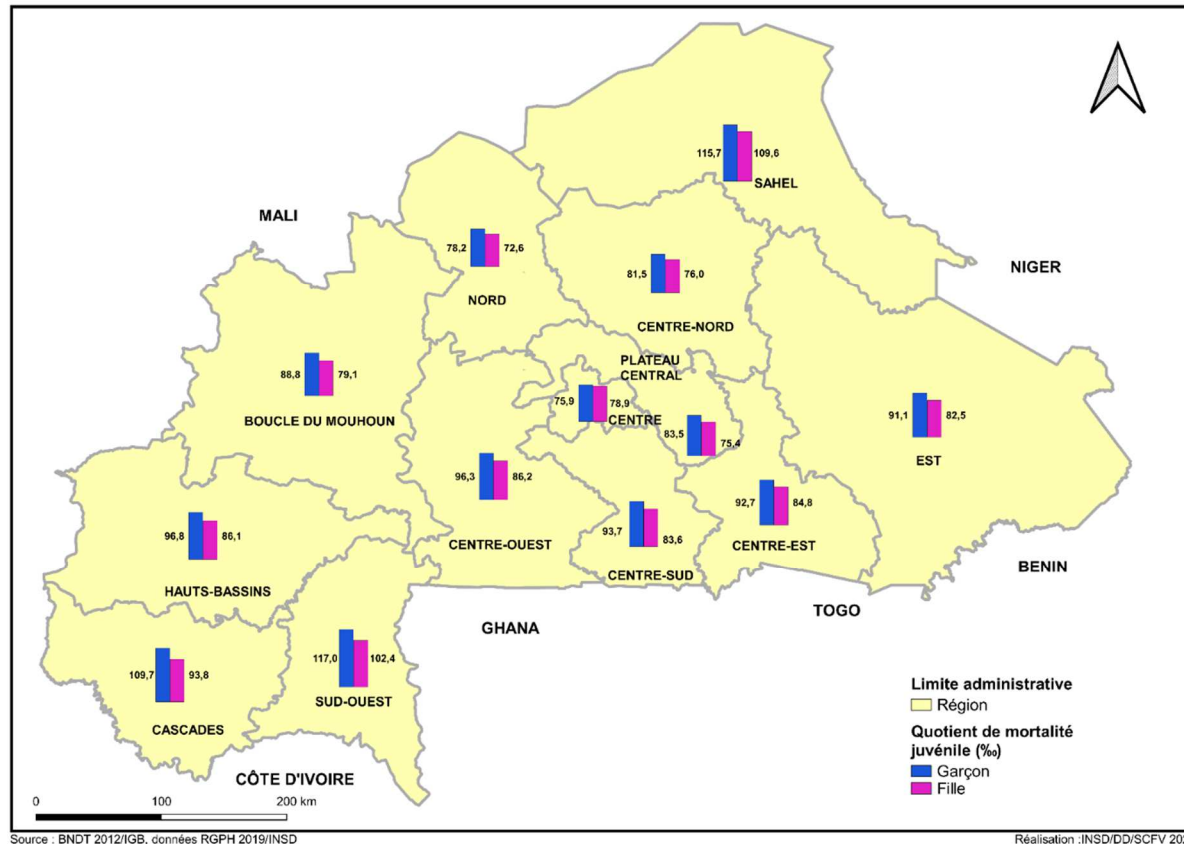 115,7
109,6
SAHEL
MALI
78,2
72,6
NORD
81,5
76,0
CENTRE-NORD
NIGER
88,8
79,1
BOUCLE DU MOUHOUN
PLATEAU
CENTRAL
75,9
78,9
CENTRE
83,5
75,4
91,1
82,5
EST
96,3
86,2
CENTRE-OUEST
92,7
84,8
CENTRE-EST
93,7
83,6
CENTRE-SUD
96,8
86,1
HAUTS-BASSINS
BENIN
TOGO
GHANA
109,7
93,8
CASCADES
117,0
102,4
SUD-OUEST
CÔTE D'IVOIRE
Limite administrative
Région
Quotient de mortalité
juvénile (‰)
Garçon
Fille
0 100 200 km
Source : BNDT 2012/IGB, données RGPH 2019/INSD
Réalisation :INSD/DD/SCFV